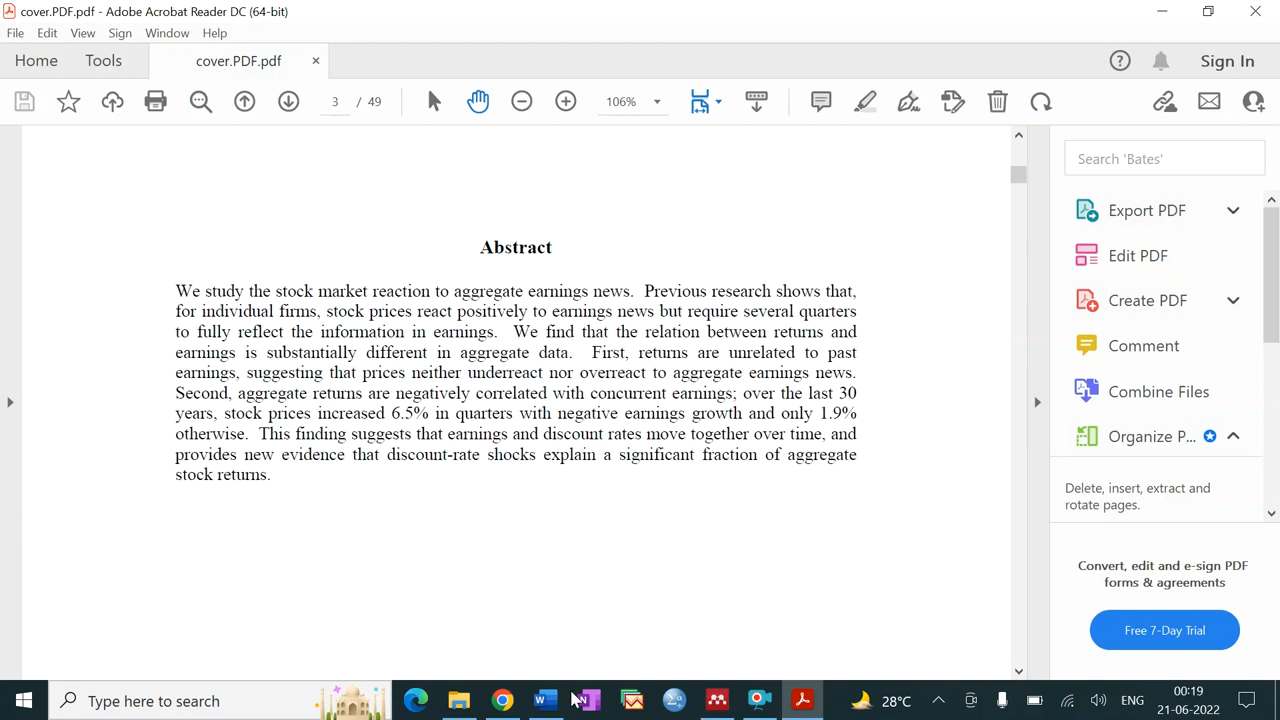 cover.PDF.pdf - Adobe Acrobat Reader DC (64-bit)
File Edit View Sign Window Help
Home Tools cover.PDF.pdf × Sign In
3 / 49 106%
Search 'Bates'
Export PDF
Edit PDF
Create PDF
Comment
Combine Files
Organize P...
Delete, insert, extract and
rotate pages.
Convert, edit and e-sign PDF
forms & agreements
Free 7-Day Trial
Abstract
We study the stock market reaction to aggregate earnings news. Previous research shows that,
for individual firms, stock prices react positively to earnings news but require several quarters
to fully reflect the information in earnings. We find that the relation between returns and
earnings is substantially different in aggregate data. First, returns are unrelated to past
earnings, suggesting that prices neither underreact nor overreact to aggregate earnings news.
Second, aggregate returns are negatively correlated with concurrent earnings; over the last 30
years, stock prices increased 6.5% in quarters with negative earnings growth and only 1.9%
otherwise. This finding suggests that earnings and discount rates move together over time, and
provides new evidence that discount-rate shocks explain a significant fraction of aggregate
stock returns.
Type here to search
28°C ENG 00:19
21-06-2022